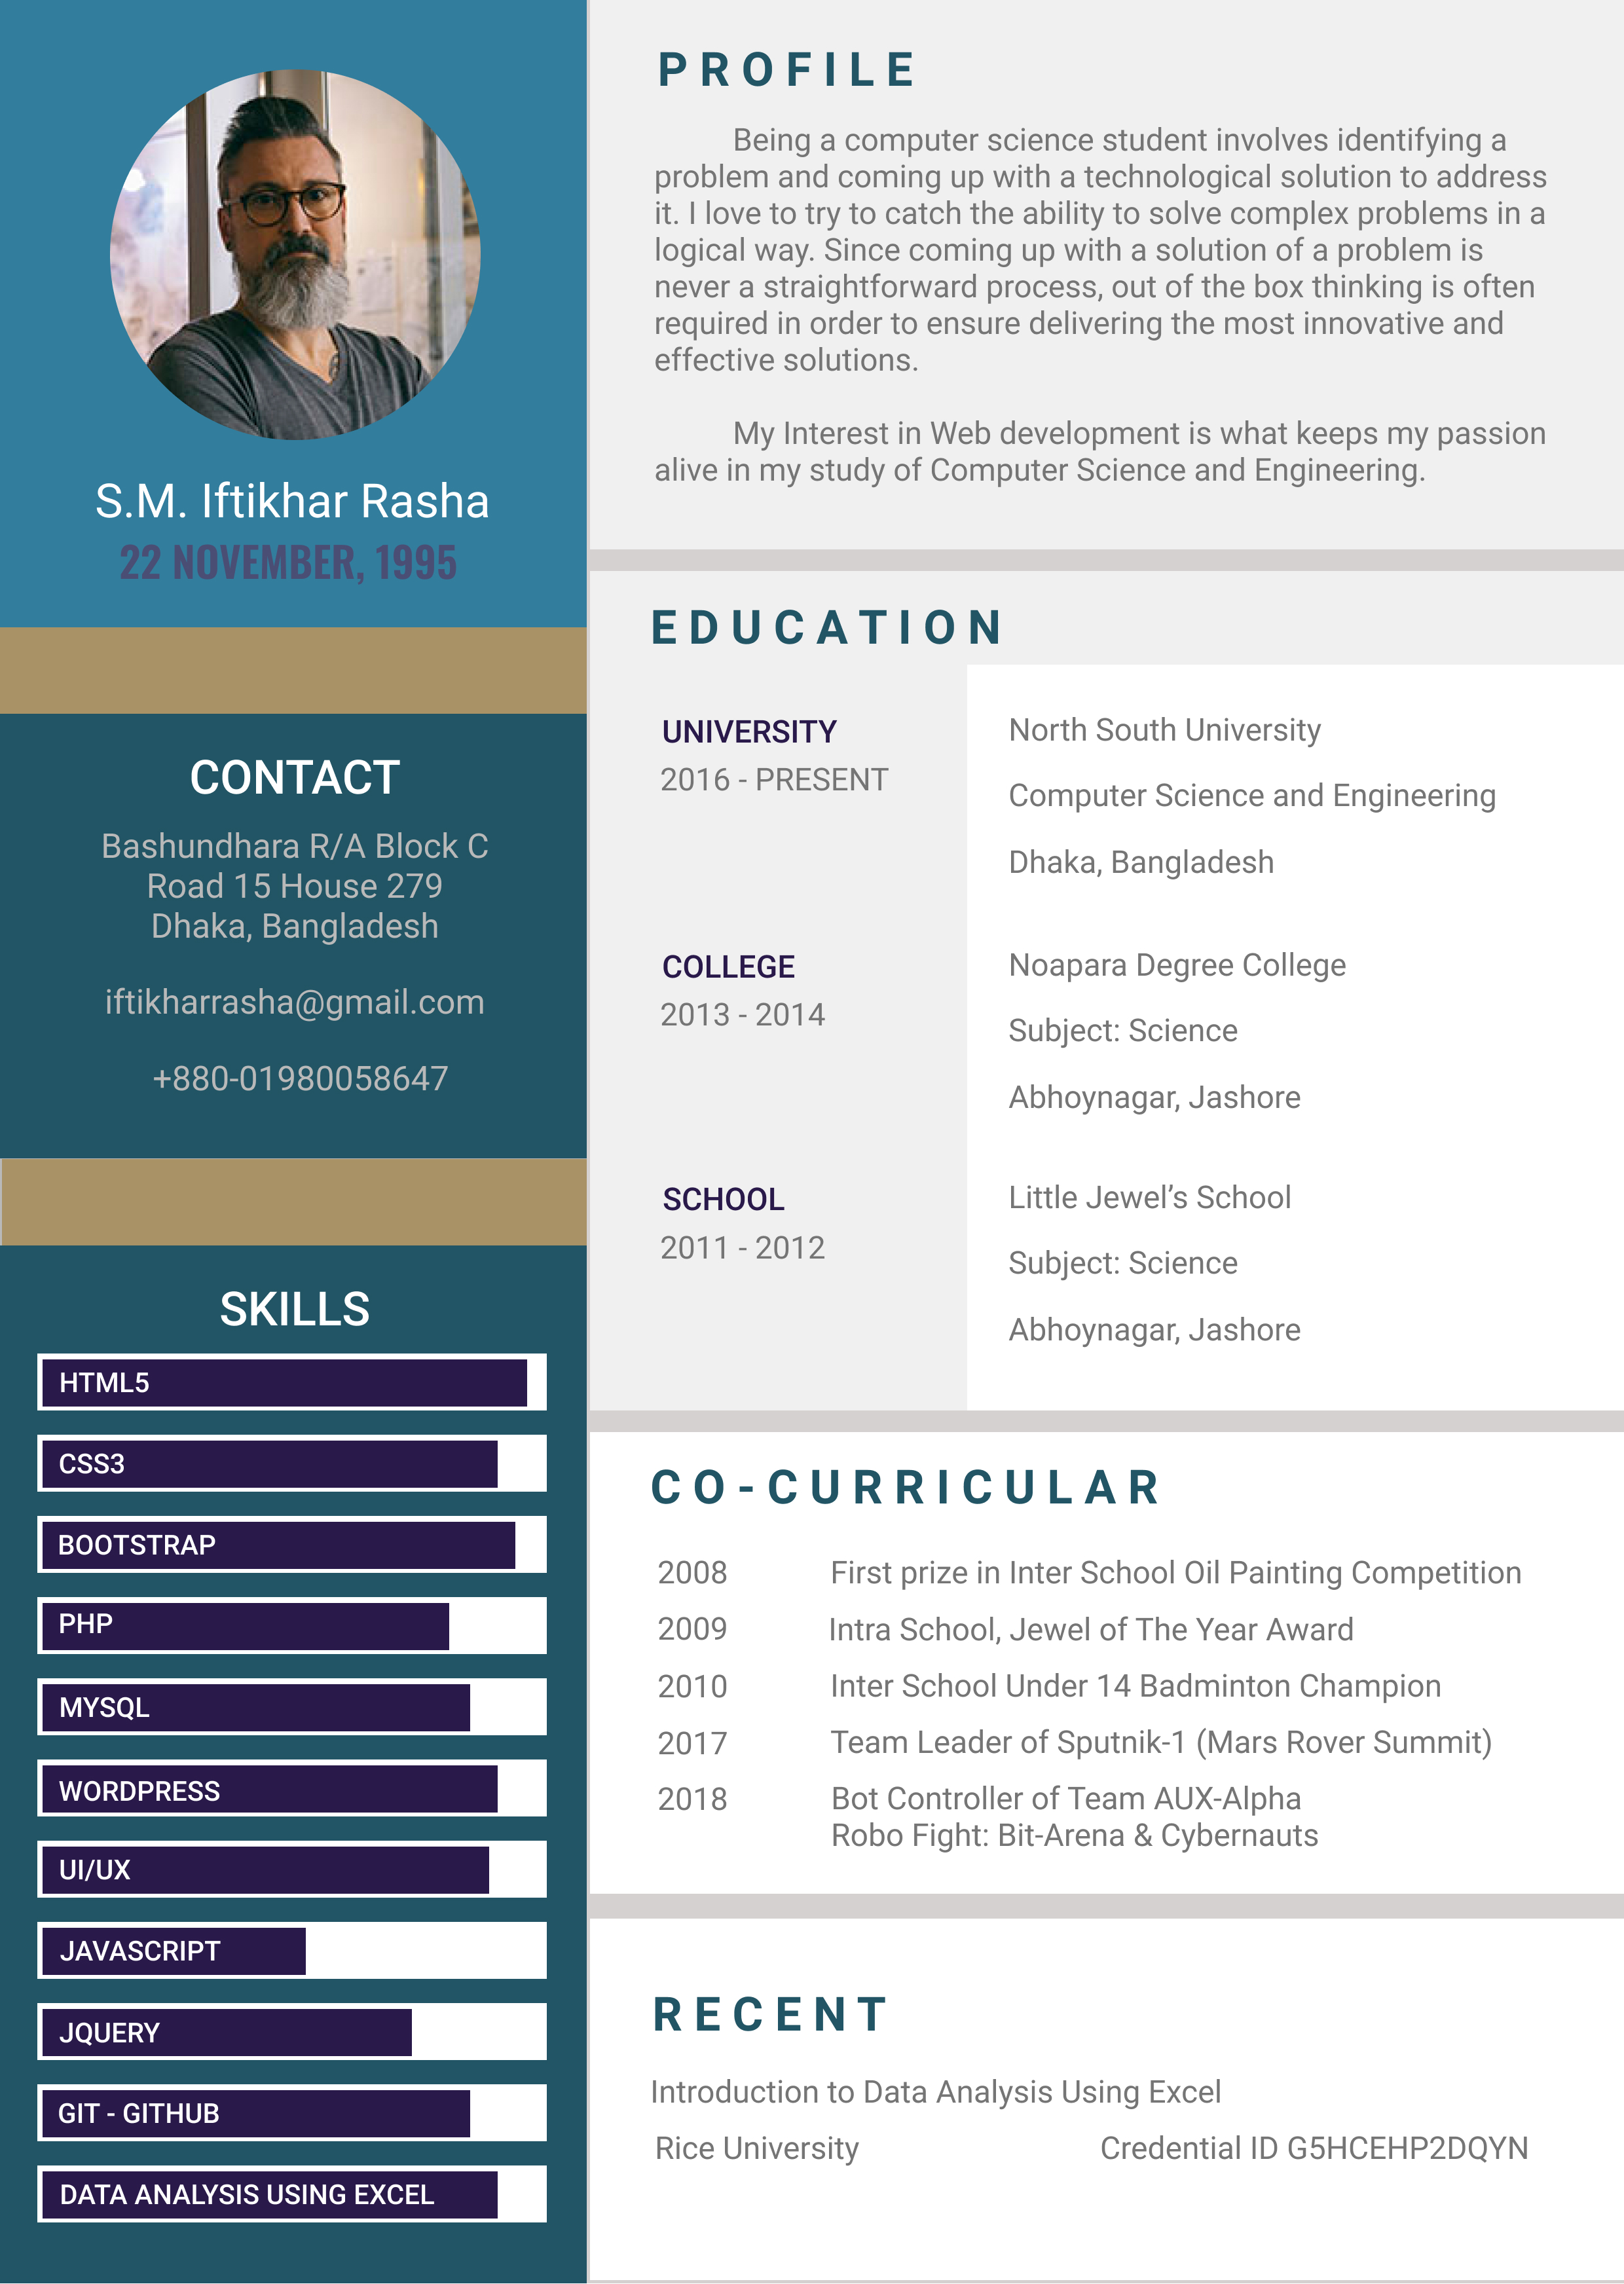 S.M. Iftikhar Rasha
22 NOVEMBER, 1995
CONTACT
Bashundhara R/A Block C
Road 15 House 279
Dhaka, Bangladesh
iftikharrasha@gmail.com
+880-01980058647
SKILLS
HTML5
CSS3
BOOTSTRAP
PHP
MYSQL
WORDPRESS
UI/UX
JAVASCRIPT
JQUERY
GIT - GITHUB
DATA ANALYSIS USING EXCEL
PROFILE
Being a computer science student involves identifying a
problem and coming up with a technological solution to address
it. I love to try to catch the ability to solve complex problems in a
logical way. Since coming up with a solution of a problem is
never a straightforward process, out of the box thinking is often
required in order to ensure delivering the most innovative and
effective solutions.
My Interest in Web development is what keeps my passion
alive in my study of Computer Science and Engineering.
EDUCATION
UNIVERSITY
2016 - PRESENT
North South University
Computer Science and Engineering
Dhaka, Bangladesh
COLLEGE
2013 - 2014
Noapara Degree College
Subject: Science
Abhoynagar, Jashore
SCHOOL
2011 - 2012
Little Jewel’s School
Subject: Science
Abhoynagar, Jashore
CO-CURRICULAR
2008 First prize in Inter School Oil Painting Competition
2009 Intra School, Jewel of The Year Award
2010 Inter School Under 14 Badminton Champion
2017 Team Leader of Sputnik-1 (Mars Rover Summit)
2018 Bot Controller of Team AUX-Alpha
Robo Fight: Bit-Arena & Cybernauts
RECENT
Introduction to Data Analysis Using Excel
Rice University Credential ID G5HCEHP2DQYN